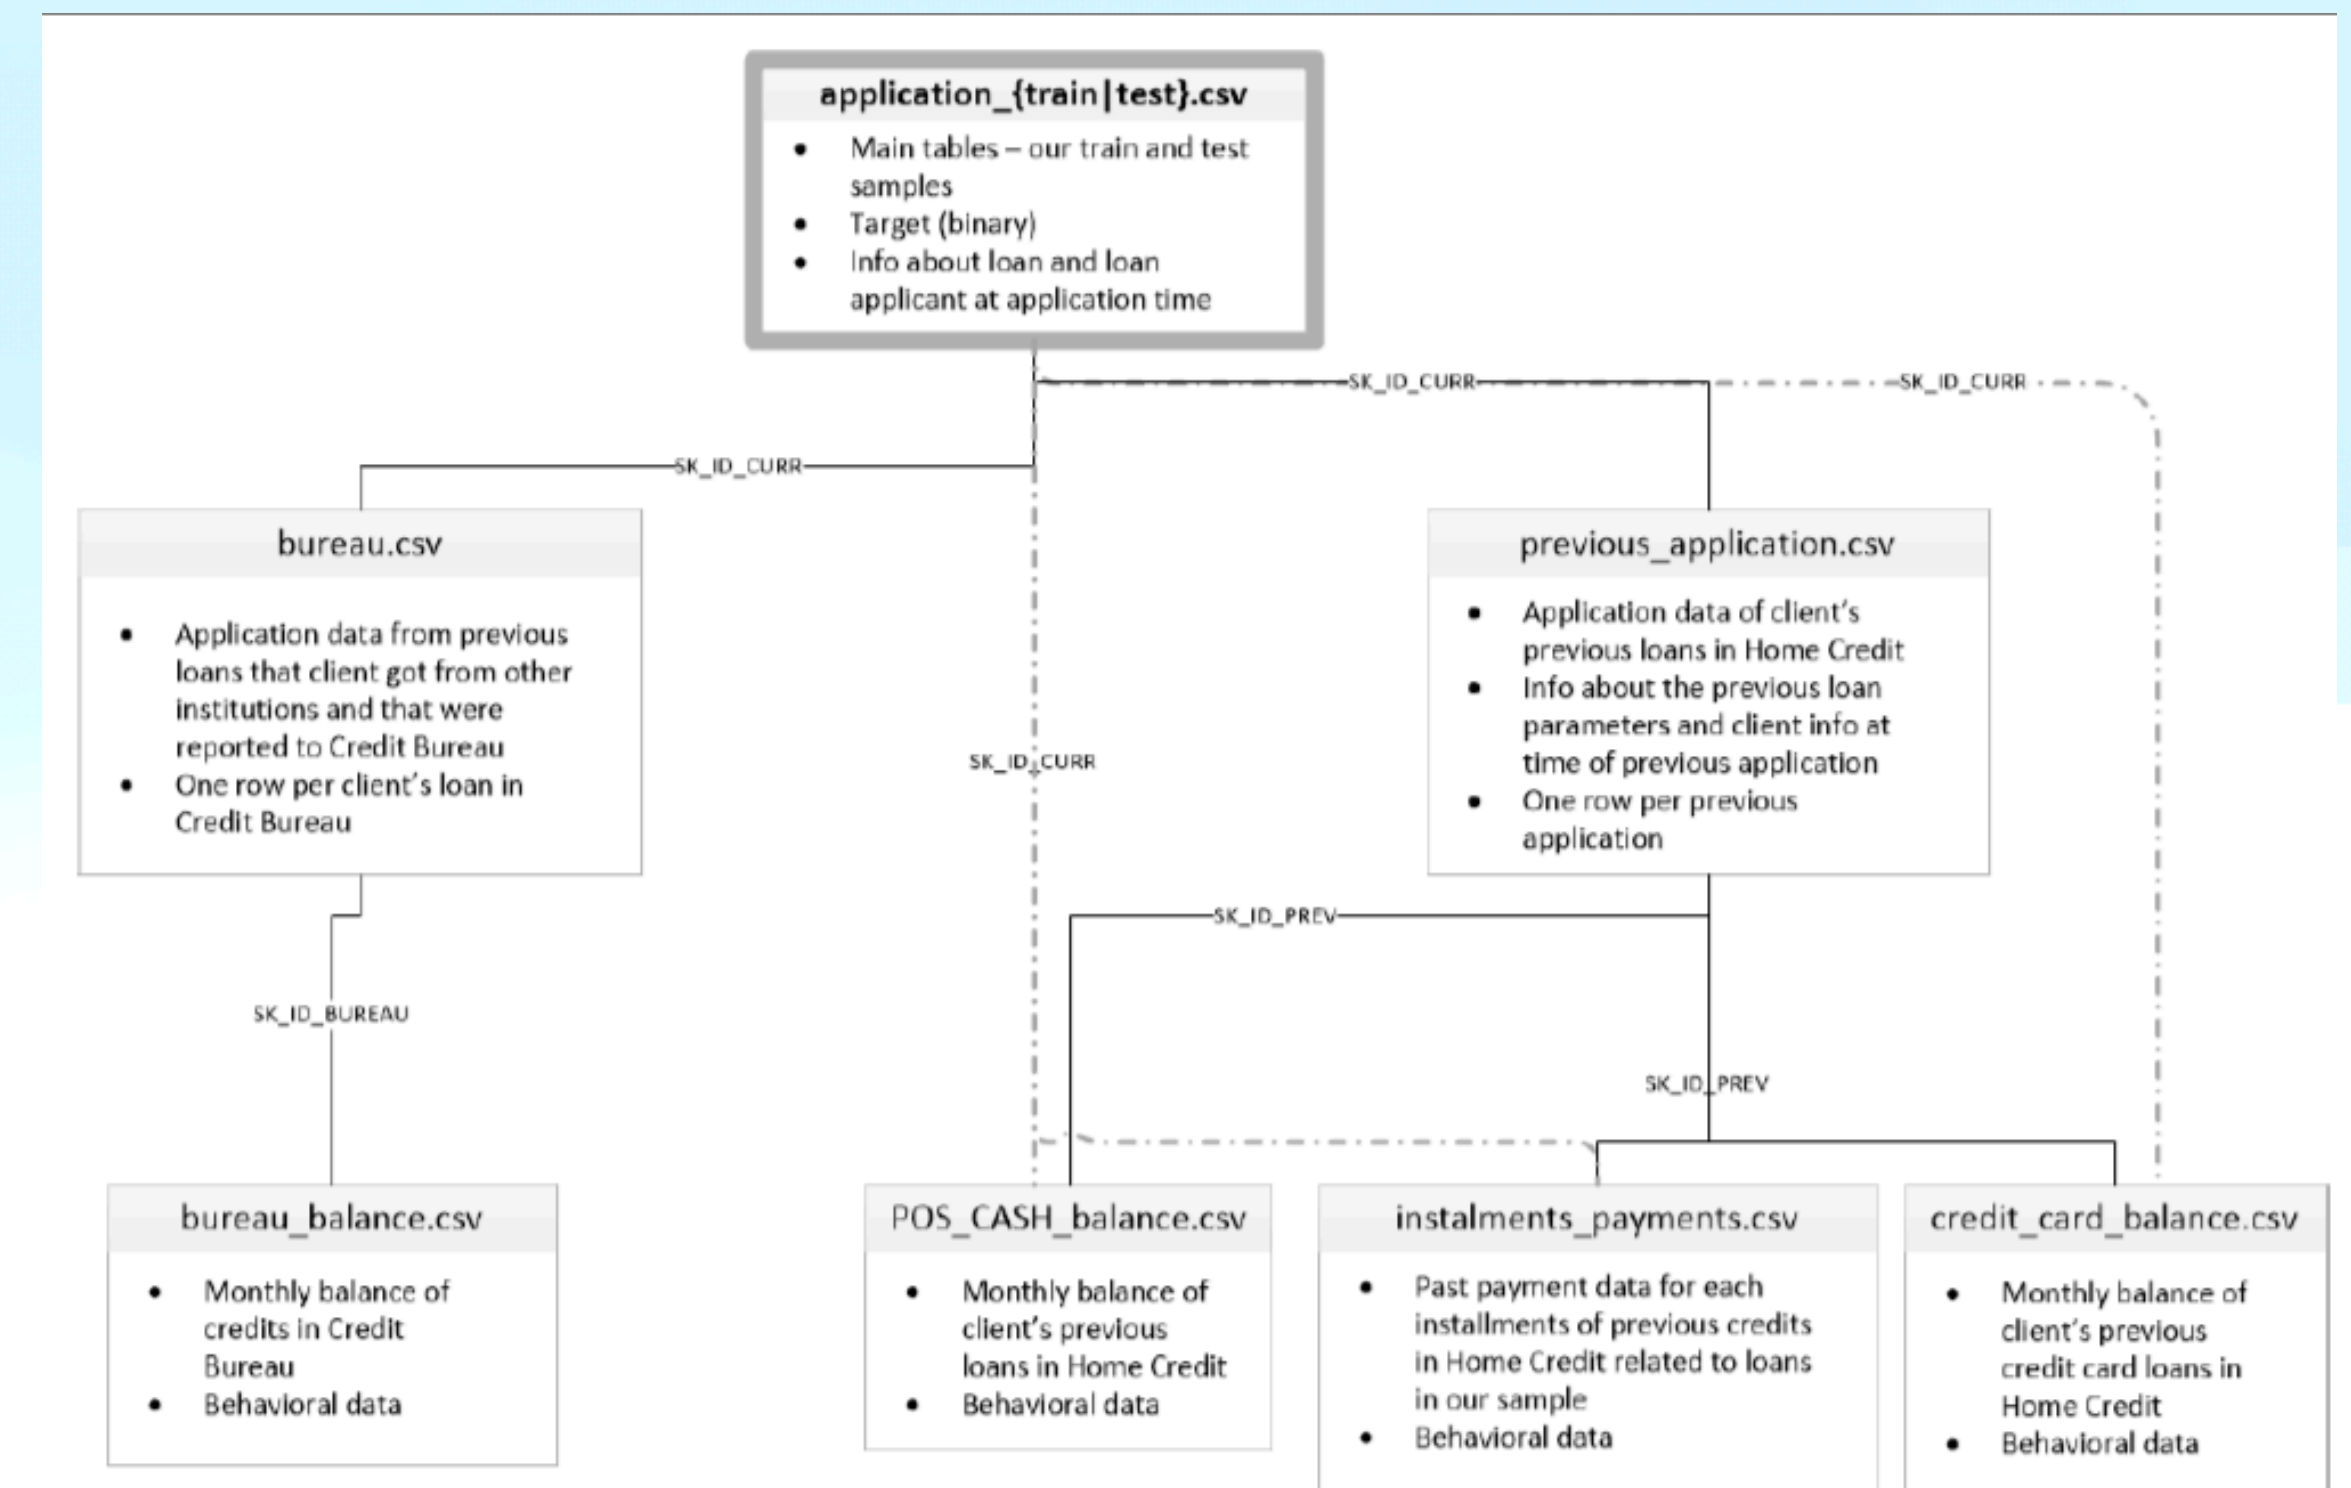 application_{train|test}.csv
Main tables – our train and test
samples
Target (binary)
Info about loan and loan
applicant at application time
SK_ID_CURR
SK_ID_CURR
SK_ID_CURR
bureau.csv
Application data from previous
loans that client got from other
institutions and that were
reported to Credit Bureau
One row per client's loan in
Credit Bureau
previous_application.csv
Application data of client's
previous loans in Home Credit
Info about the previous loan
parameters and client info at
time of previous application
One row per previous
application
SK_ID_CURR
SK_ID_PREV
SK_ID_BUREAU
SK_ID_PREV
bureau_balance.csv
Monthly balance of
credits in Credit
Bureau
Behavioral data
POS_CASH_balance.csv
Monthly balance of
client's previous
loans in Home Credit
Behavioral data
instalments_payments.csv
Past payment data for each
installments of previous credits
in Home Credit related to loans
in our sample
Behavioral data
credit_card_balance.csv
Monthly balance of
client's previous
credit card loans in
Home Credit
Behavioral data